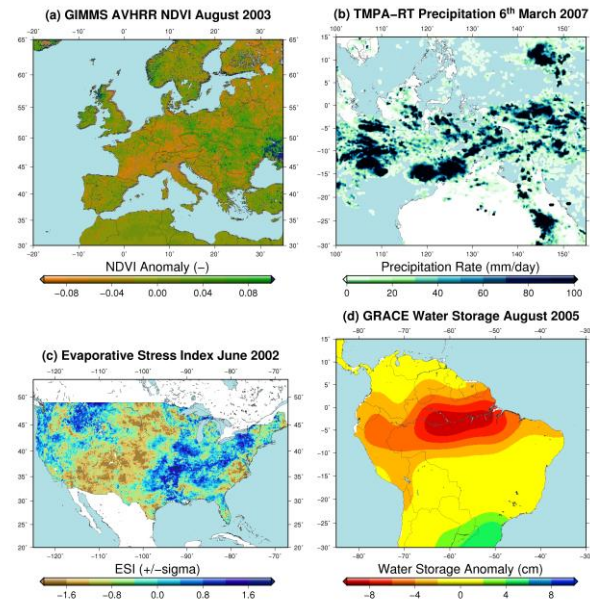 (a) GIMMS AVHRR NDVI August 2003
−20˚ −10˚ 0˚ 10˚ 20˚ 30˚
65˚ 65˚
60˚ 60˚
55˚ 55˚
50˚ 50˚
45˚ 45˚
40˚ 40˚
35˚ 35˚
30˚ 30˚
−20˚ −10˚ 0˚ 10˚ 20˚ 30˚
NDVI Anomaly (−)
−0.08 −0.04 0.00 0.04 0.08
(b) TMPA−RT Precipitation 6th March 2007
100˚ 110˚ 120˚ 130˚ 140˚ 150˚
15˚ 15˚
10˚ 10˚
5˚ 5˚
0˚ 0˚
−5˚ −5˚
−10˚ −10˚
−15˚ −15˚
−20˚ −20˚
−25˚ −25˚
−30˚ −30˚
100˚ 110˚ 120˚ 130˚ 140˚ 150˚
Precipitation Rate (mm/day)
0 20 40 60 80 100
(c) Evaporative Stress Index June 2002
−120˚ −110˚ −100˚ −90˚ −80˚ −70˚
50˚ 50˚
45˚ 45˚
40˚ 40˚
35˚ 35˚
30˚ 30˚
25˚ 25˚
−120˚ −110˚ −100˚ −90˚ −80˚ −70˚
ESI (+/−sigma)
−1.6 −0.8 0.0 0.8 1.6
(d) GRACE Water Storage August 2005
−80˚ −70˚ −60˚ −50˚ −40˚ −30˚
15˚ 15˚
10˚ 10˚
5˚ 5˚
0˚ 0˚
−5˚ −5˚
−10˚ −10˚
−15˚ −15˚
−20˚ −20˚
−25˚ −25˚
−30˚ −30˚
−80˚ −70˚ −60˚ −50˚ −40˚ −30˚
Water Storage Anomaly (cm)
−8 −4 0 4 8